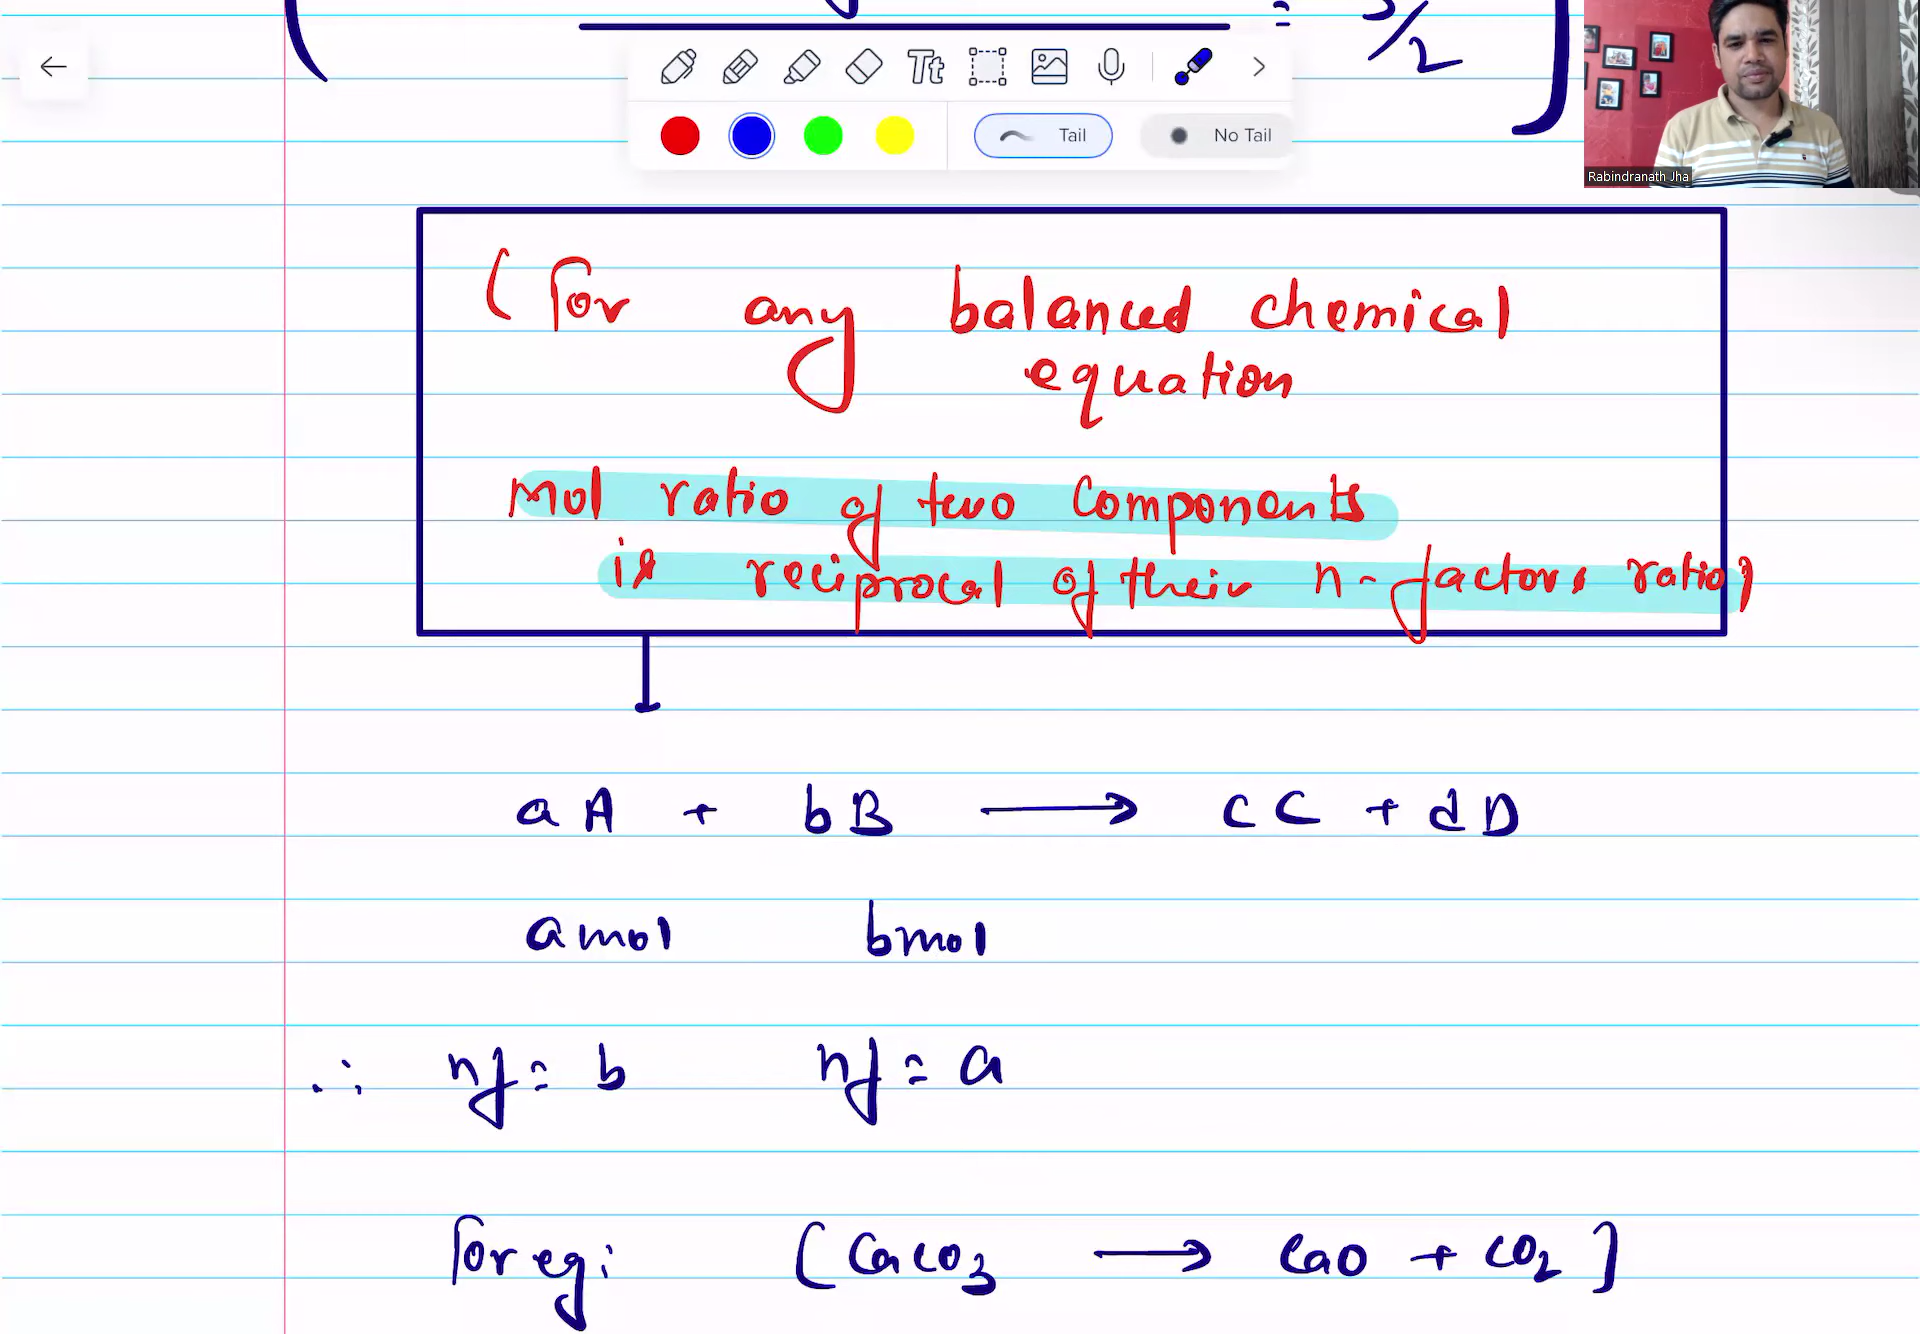 = 3/2
Tt
Tail
No Tail
Rabindranath Jha
( For any balanced chemical
equation
mol ratio of two components
is reciprocal of their n-factors ratio)
aA + bB ⟶ cC + dD
a mol b mol
∴ nf = b nf = a
For eg: [ CaCO3 ⟶ CaO + CO2 ]